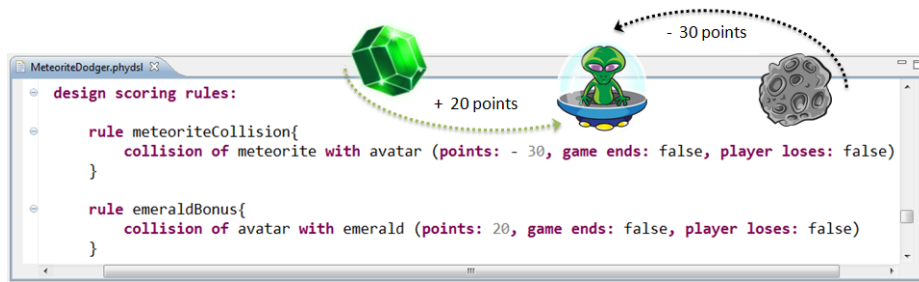 - 30 points
+ 20 points
MeteoriteDodger.phydsl
design scoring rules:
rule meteoriteCollision{
collision of meteorite with avatar (points: - 30, game ends: false, player loses: false)
}
rule emeraldBonus{
collision of avatar with emerald (points: 20, game ends: false, player loses: false)
}